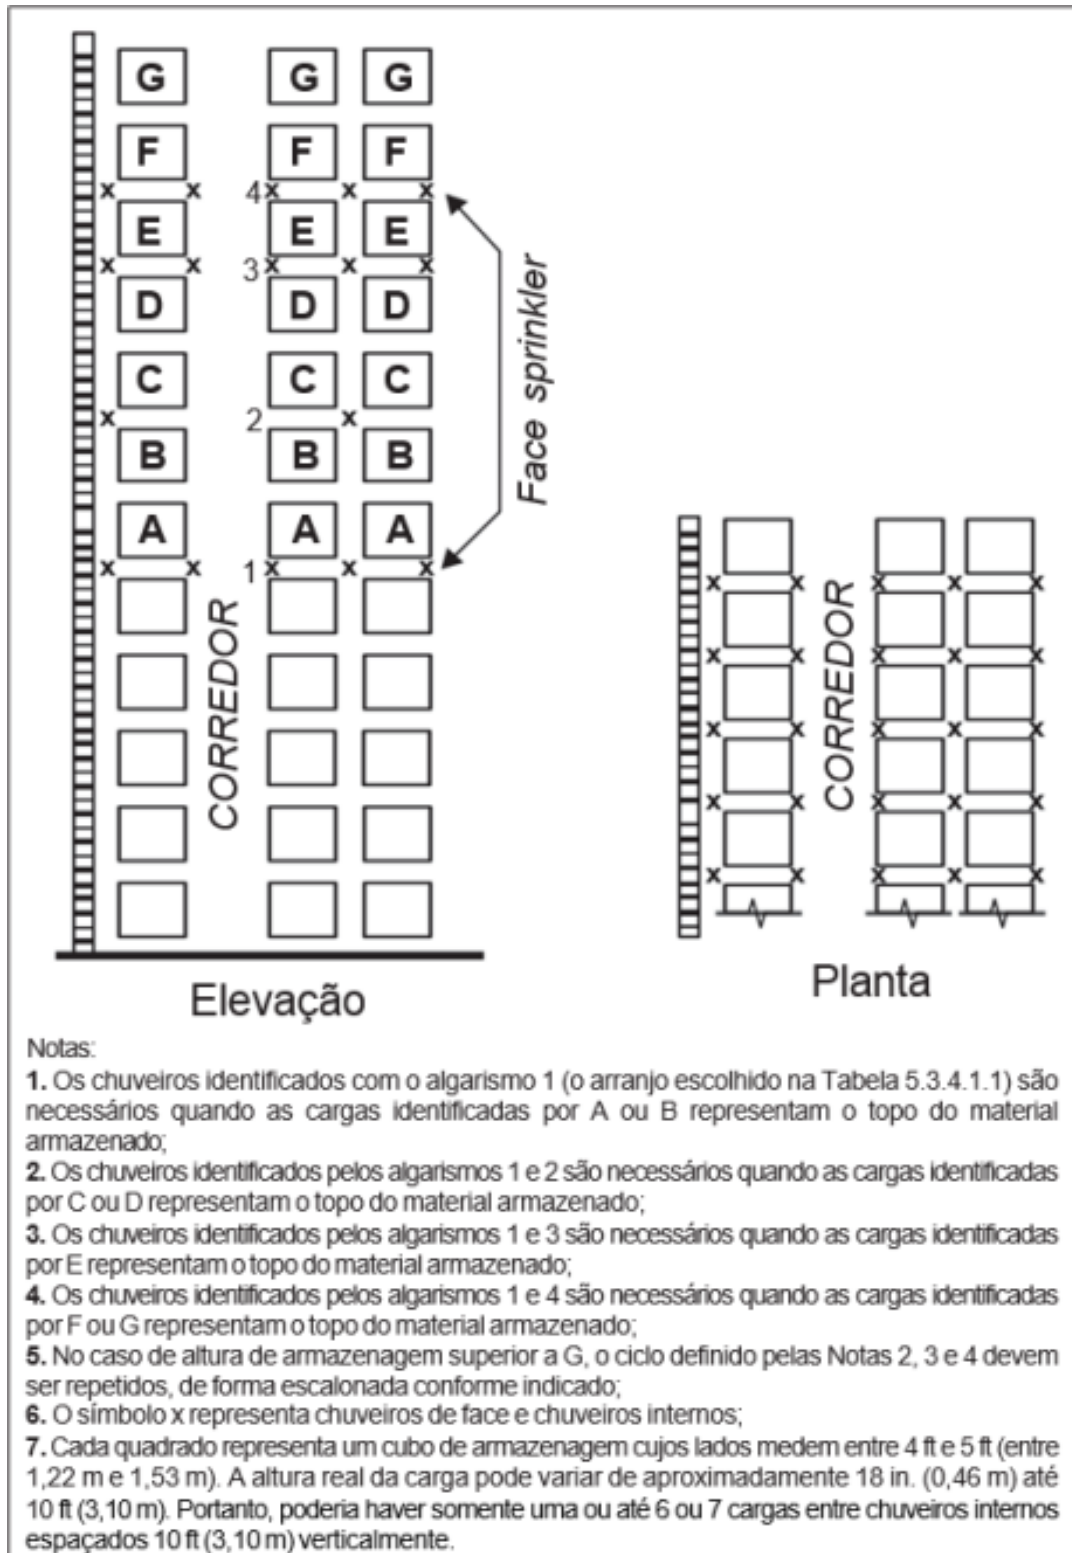 G G G
F F F
4
E E E
3
D D D
C C C
2
B B B
A A A
1
Face sprinkler
CORREDOR
CORREDOR
Elevação
Planta
Notas:
1. Os chuveiros identificados com o algarismo 1 (o arranjo escolhido na Tabela 5.3.4.1.1) são
necessários quando as cargas identificadas por A ou B representam o topo do material
armazenado;
2. Os chuveiros identificados pelos algarismos 1 e 2 são necessários quando as cargas identificadas
por C ou D representam o topo do material armazenado;
3. Os chuveiros identificados pelos algarismos 1 e 3 são necessários quando as cargas identificadas
por E representam o topo do material armazenado;
4. Os chuveiros identificados pelos algarismos 1 e 4 são necessários quando as cargas identificadas
por F ou G representam o topo do material armazenado;
5. No caso de altura de armazenagem superior a G, o ciclo definido pelas Notas 2, 3 e 4 devem
ser repetidos, de forma escalonada conforme indicado;
6. O símbolo x representa chuveiros de face e chuveiros internos;
7. Cada quadrado representa um cubo de armazenagem cujos lados medem entre 4 ft e 5 ft (entre
1,22 m e 1,53 m). A altura real da carga pode variar de aproximadamente 18 in. (0,46 m) até
10 ft (3,10 m). Portanto, poderia haver somente uma ou até 6 ou 7 cargas entre chuveiros internos
espaçados 10 ft (3,10 m) verticalmente.